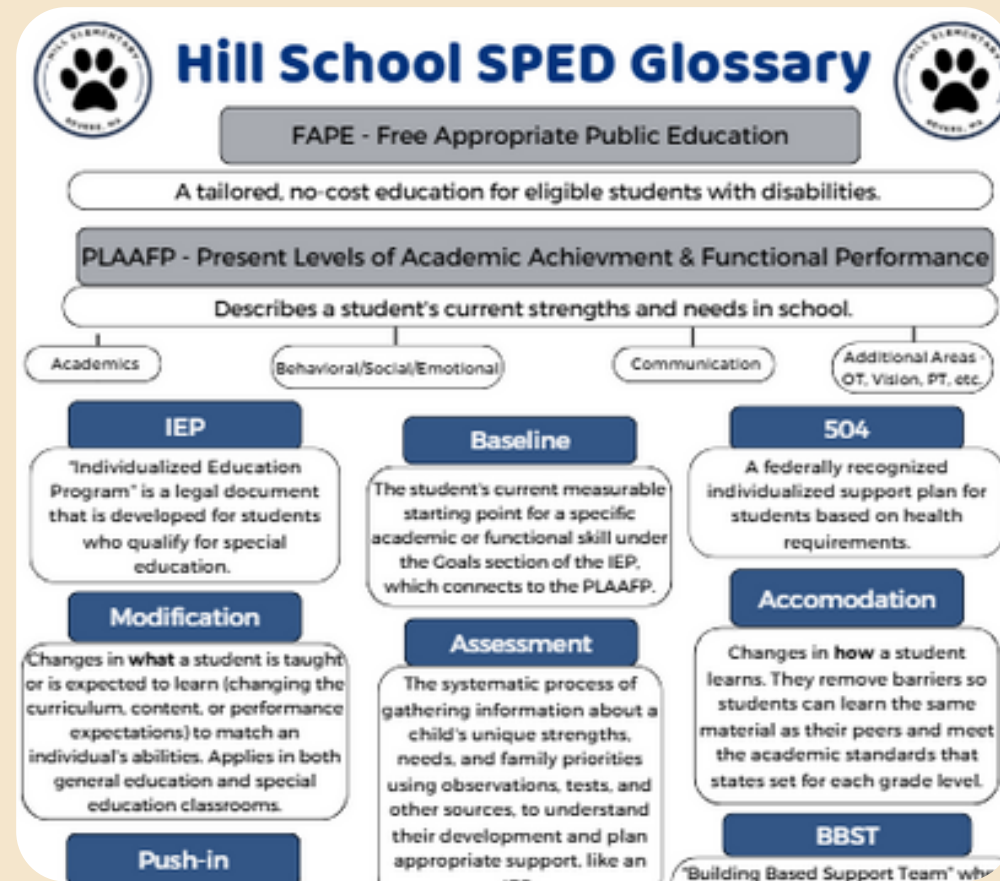 HILL ELEMENTARY
REVERE, MA
Hill School SPED Glossary
HILL ELEMENTARY
REVERE, MA
FAPE - Free Appropriate Public Education
A tailored, no-cost education for eligible students with disabilities.
PLAAFP - Present Levels of Academic Achievment & Functional Performance
Describes a student's current strengths and needs in school.
Academics
Behavioral/Social/Emotional
Communication
Additional Areas -
OT, Vision, PT, etc.
IEP
"Individualized Education
Program" is a legal document
that is developed for students
who qualify for special
education.
Modification
Changes in what a student is taught
or is expected to learn (changing the
curriculum, content, or performance
expectations) to match an
individual's abilities. Applies in both
general education and special
education classrooms.
Push-in
Baseline
The student's current measurable
starting point for a specific
academic or functional skill under
the Goals section of the IEP,
which connects to the PLAAFP.
Assessment
The systematic process of
gathering information about a
child's unique strengths,
needs, and family priorities
using observations, tests, and
other sources, to understand
their development and plan
appropriate support, like an
504
A federally recognized
individualized support plan for
students based on health
requirements.
Accomodation
Changes in how a student
learns. They remove barriers so
students can learn the same
material as their peers and meet
the academic standards that
states set for each grade level.
BBST
"Building Based Support Team"